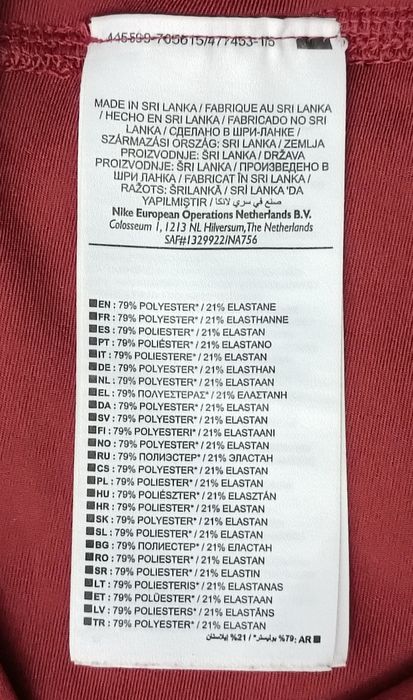 MADE IN SRI LANKA / FABRIQUE AU SRI LANKA
/ HECHO EN SRI LANKA / FABRICADO NO SRI
LANKA / СДЕЛАНО В ШРИ-ЛАНКЕ /
SZÁRMAZÁSI ORSZÁG: SRI LANKA / ZEMLJA
PROIZVODNJE: ŠRI LANKA / DRŽAVA
PROIZVODNJE: ŠRI LANKA / ПРОИЗВЕДЕНО В
ШРИ ЛАНКА / FABRICAT ÎN SRI LANKA /
RAŽOTS: ŠRILANKĀ / SRİ LANKA 'DA
YAPILMIŞTIR / صنع في سري لانكا
Nike European Operations Netherlands B.V.
Colosseum 1, 1213 NL Hilversum, The Netherlands
SAF#1329922/NA756
EN : 79% POLYESTER* / 21% ELASTANE
FR : 79% POLYESTER* / 21% ELASTHANNE
ES : 79% POLIÉSTER* / 21% ELASTAN
PT : 79% POLIÉSTER* / 21% ELASTANO
IT : 79% POLIESTERE* / 21% ELASTAN
DE : 79% POLYESTER* / 21% ELASTHAN
NL : 79% POLYESTER* / 21% ELASTAAN
EL : 79% ΠΟΛΥΕΣΤΕΡΑΣ* / 21% ΕΛΑΣΤΑΝΗ
DA : 79% POLYESTER* / 21% ELASTAN
SV : 79% POLYESTER* / 21% ELASTAN
FI : 79% POLYESTERI* / 21% ELASTAANI
NO : 79% POLYESTER* / 21% ELASTAN
RU : 79% ПОЛИЭСТЕР* / 21% ЭЛАСТАН
CS : 79% POLYESTER* / 21% ELASTAN
PL : 79% POLIESTER* / 21% ELASTAN
HU : 79% POLIÉSZTER* / 21% ELASZTÁN
HR : 79% POLIESTER* / 21% ELASTAN
SK : 79% POLYESTER* / 21% ELASTAN
SL : 79% POLIESTER* / 21% ELASTAN
BG : 79% ПОЛИЕСТЕР* / 21% ЕЛАСТАН
RO : 79% POLIESTER* / 21% ELASTAN
SR : 79% POLIESTER* / 21% ELASTIN
LT : 79% POLIESTERIS* / 21% ELASTANAS
ET : 79% POLÜESTER* / 21% ELASTAAN
LV : 79% POLIESTERS* / 21% ELASTĀNS
TR : 79% POLYESTER* / 21% ELASTAN
AR :79% بوليستر* / 21% إيلاستان